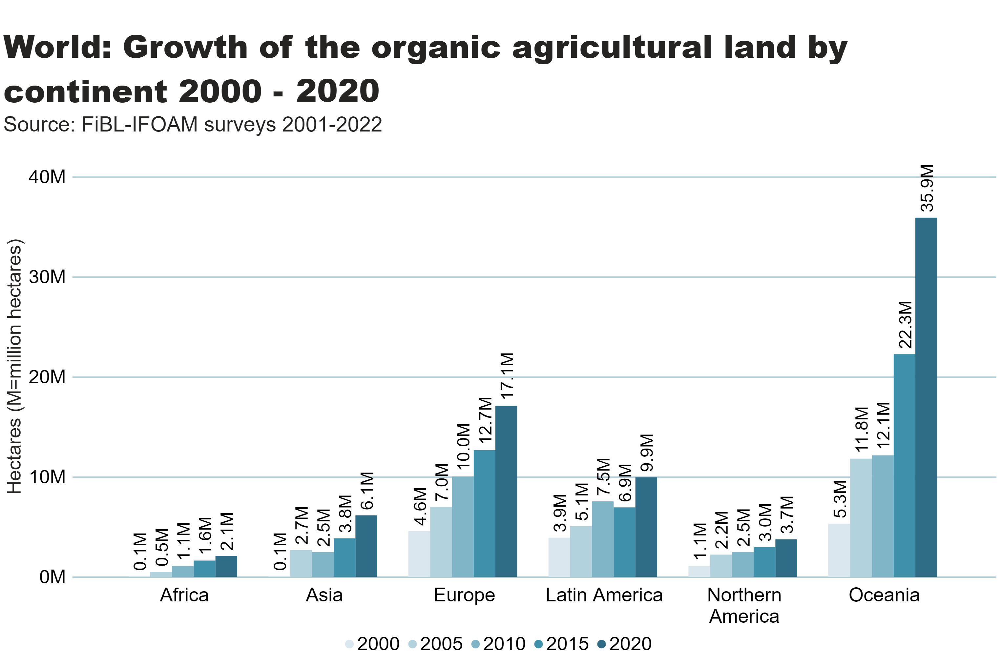 World: Growth of the organic agricultural land by
continent 2000 - 2020
Source: FiBL-IFOAM surveys 2001-2022
Hectares (M=million hectares)
40M
30M
20M
10M
0M
0.1M
0.5M
1.1M
1.6M
2.1M
0.1M
2.7M
2.5M
3.8M
6.1M
4.6M
7.0M
10.0M
12.7M
17.1M
3.9M
5.1M
7.5M
6.9M
9.9M
1.1M
2.2M
2.5M
3.0M
3.7M
5.3M
11.8M
12.1M
22.3M
35.9M
Africa
Asia
Europe
Latin America
Northern
America
Oceania
2000 2005 2010 2015 2020